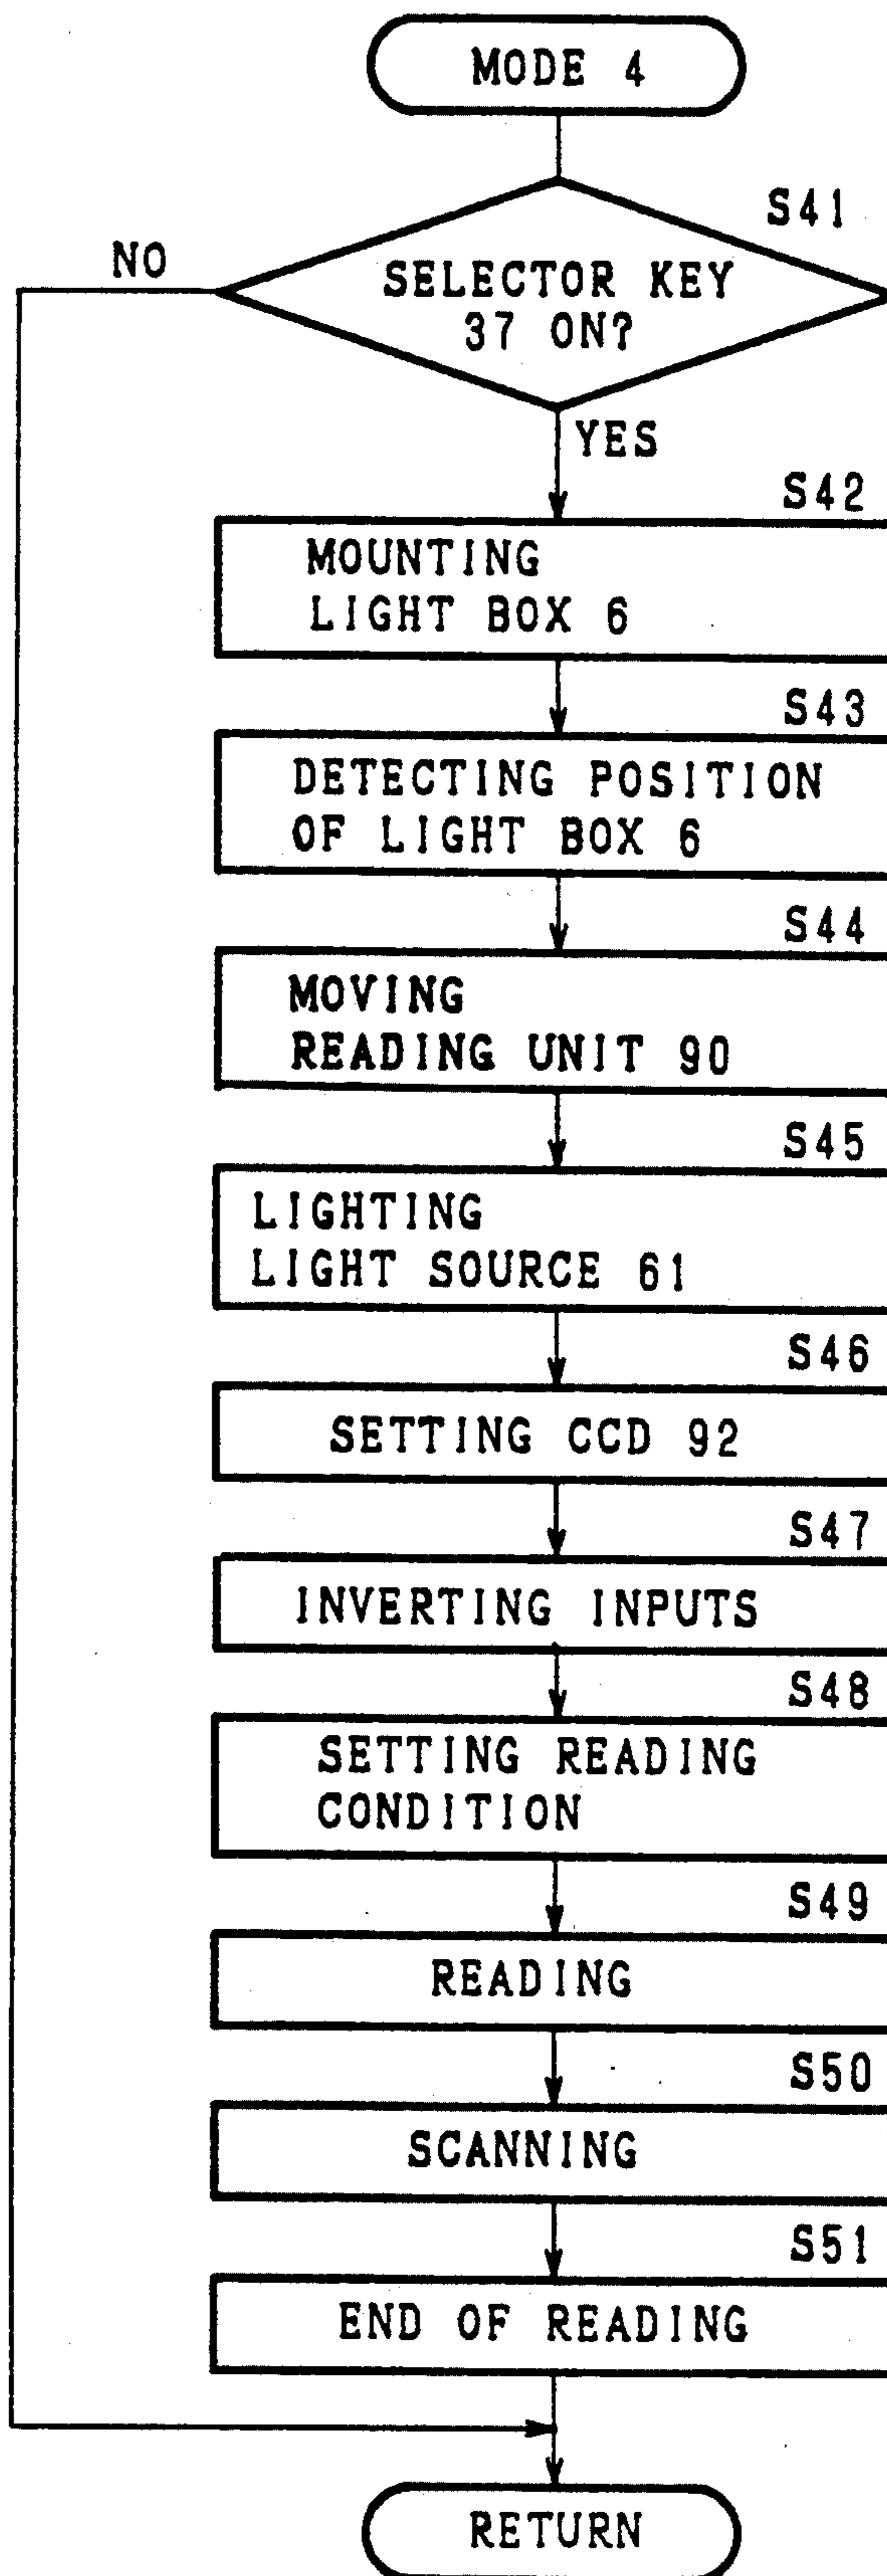 MODE 4
S41
NO
SELECTOR KEY
37 ON?
YES
S42
MOUNTING
LIGHT BOX 6
S43
DETECTING POSITION
OF LIGHT BOX 6
S44
MOVING
READING UNIT 90
S45
LIGHTING
LIGHT SOURCE 61
S46
SETTING CCD 92
S47
INVERTING INPUTS
S48
SETTING READING
CONDITION
S49
READING
S50
SCANNING
S51
END OF READING
RETURN